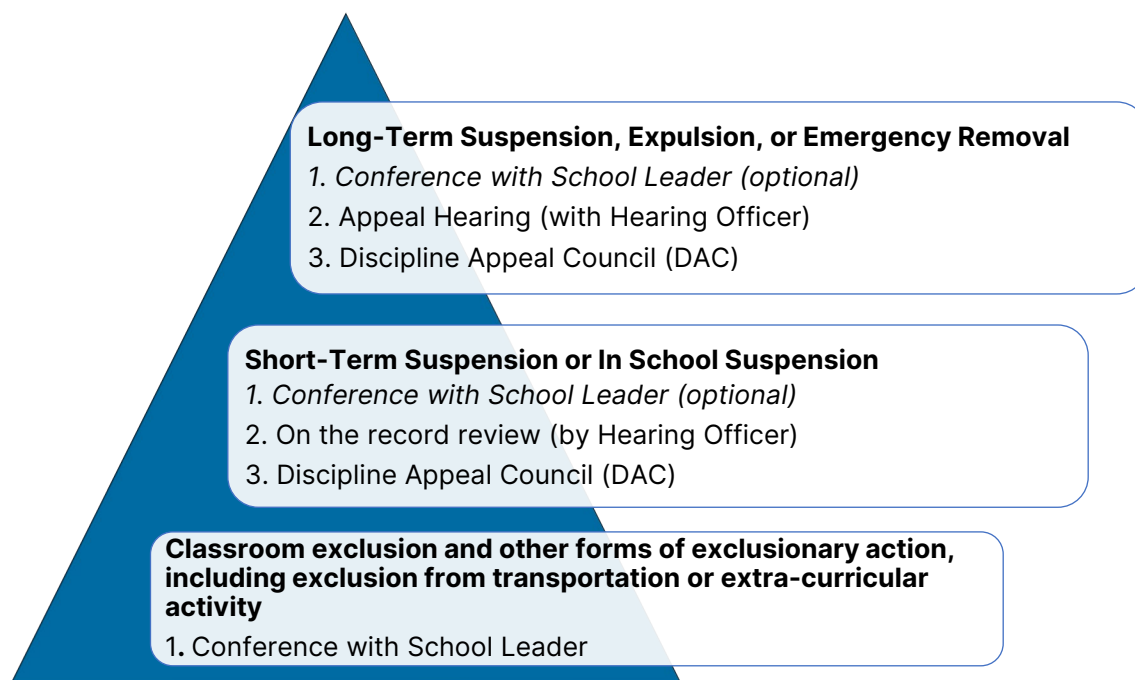 Long-Term Suspension, Expulsion, or Emergency Removal
1. Conference with School Leader (optional)
2. Appeal Hearing (with Hearing Officer)
3. Discipline Appeal Council (DAC)
Short-Term Suspension or In School Suspension
1. Conference with School Leader (optional)
2. On the record review (by Hearing Officer)
3. Discipline Appeal Council (DAC)
Classroom exclusion and other forms of exclusionary action,
including exclusion from transportation or extra-curricular
activity
1. Conference with School Leader